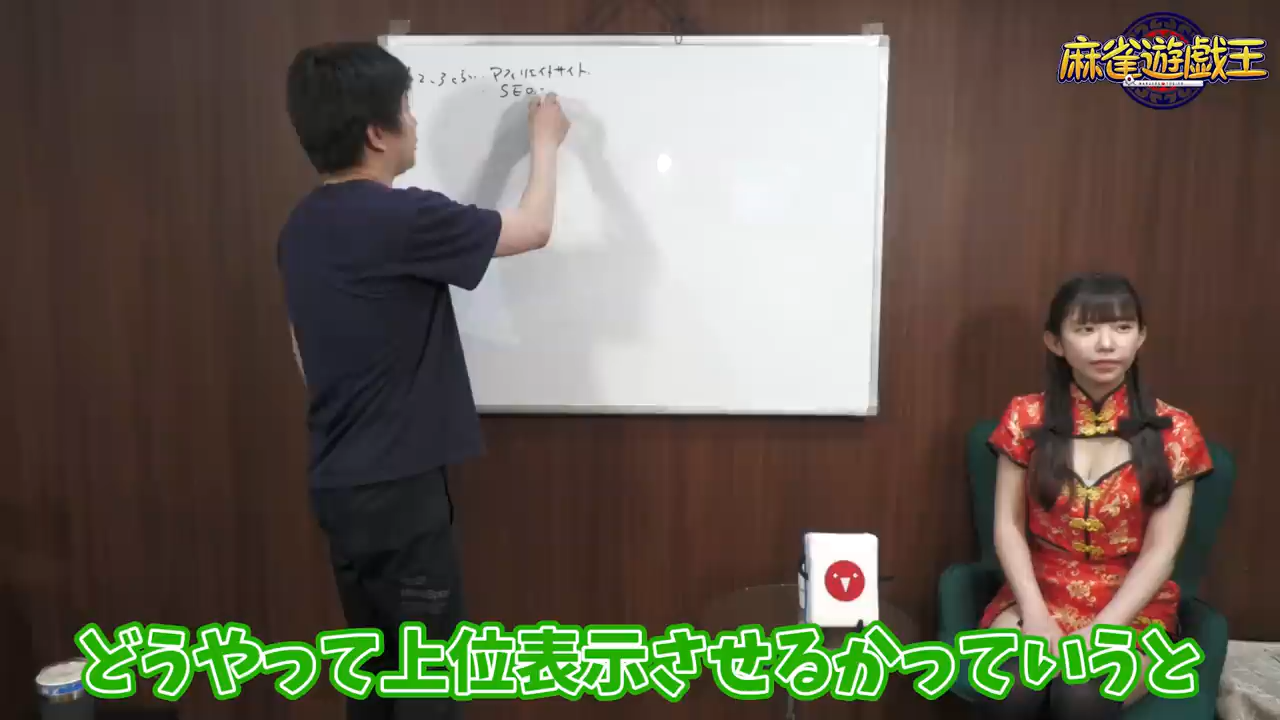 麻雀遊戯王
アフィリエイトサイト.
SEO
どうやって上位表示させるかっていうと